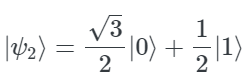 |ψ₂⟩ = √3/2 |0⟩ + 1/2 |1⟩